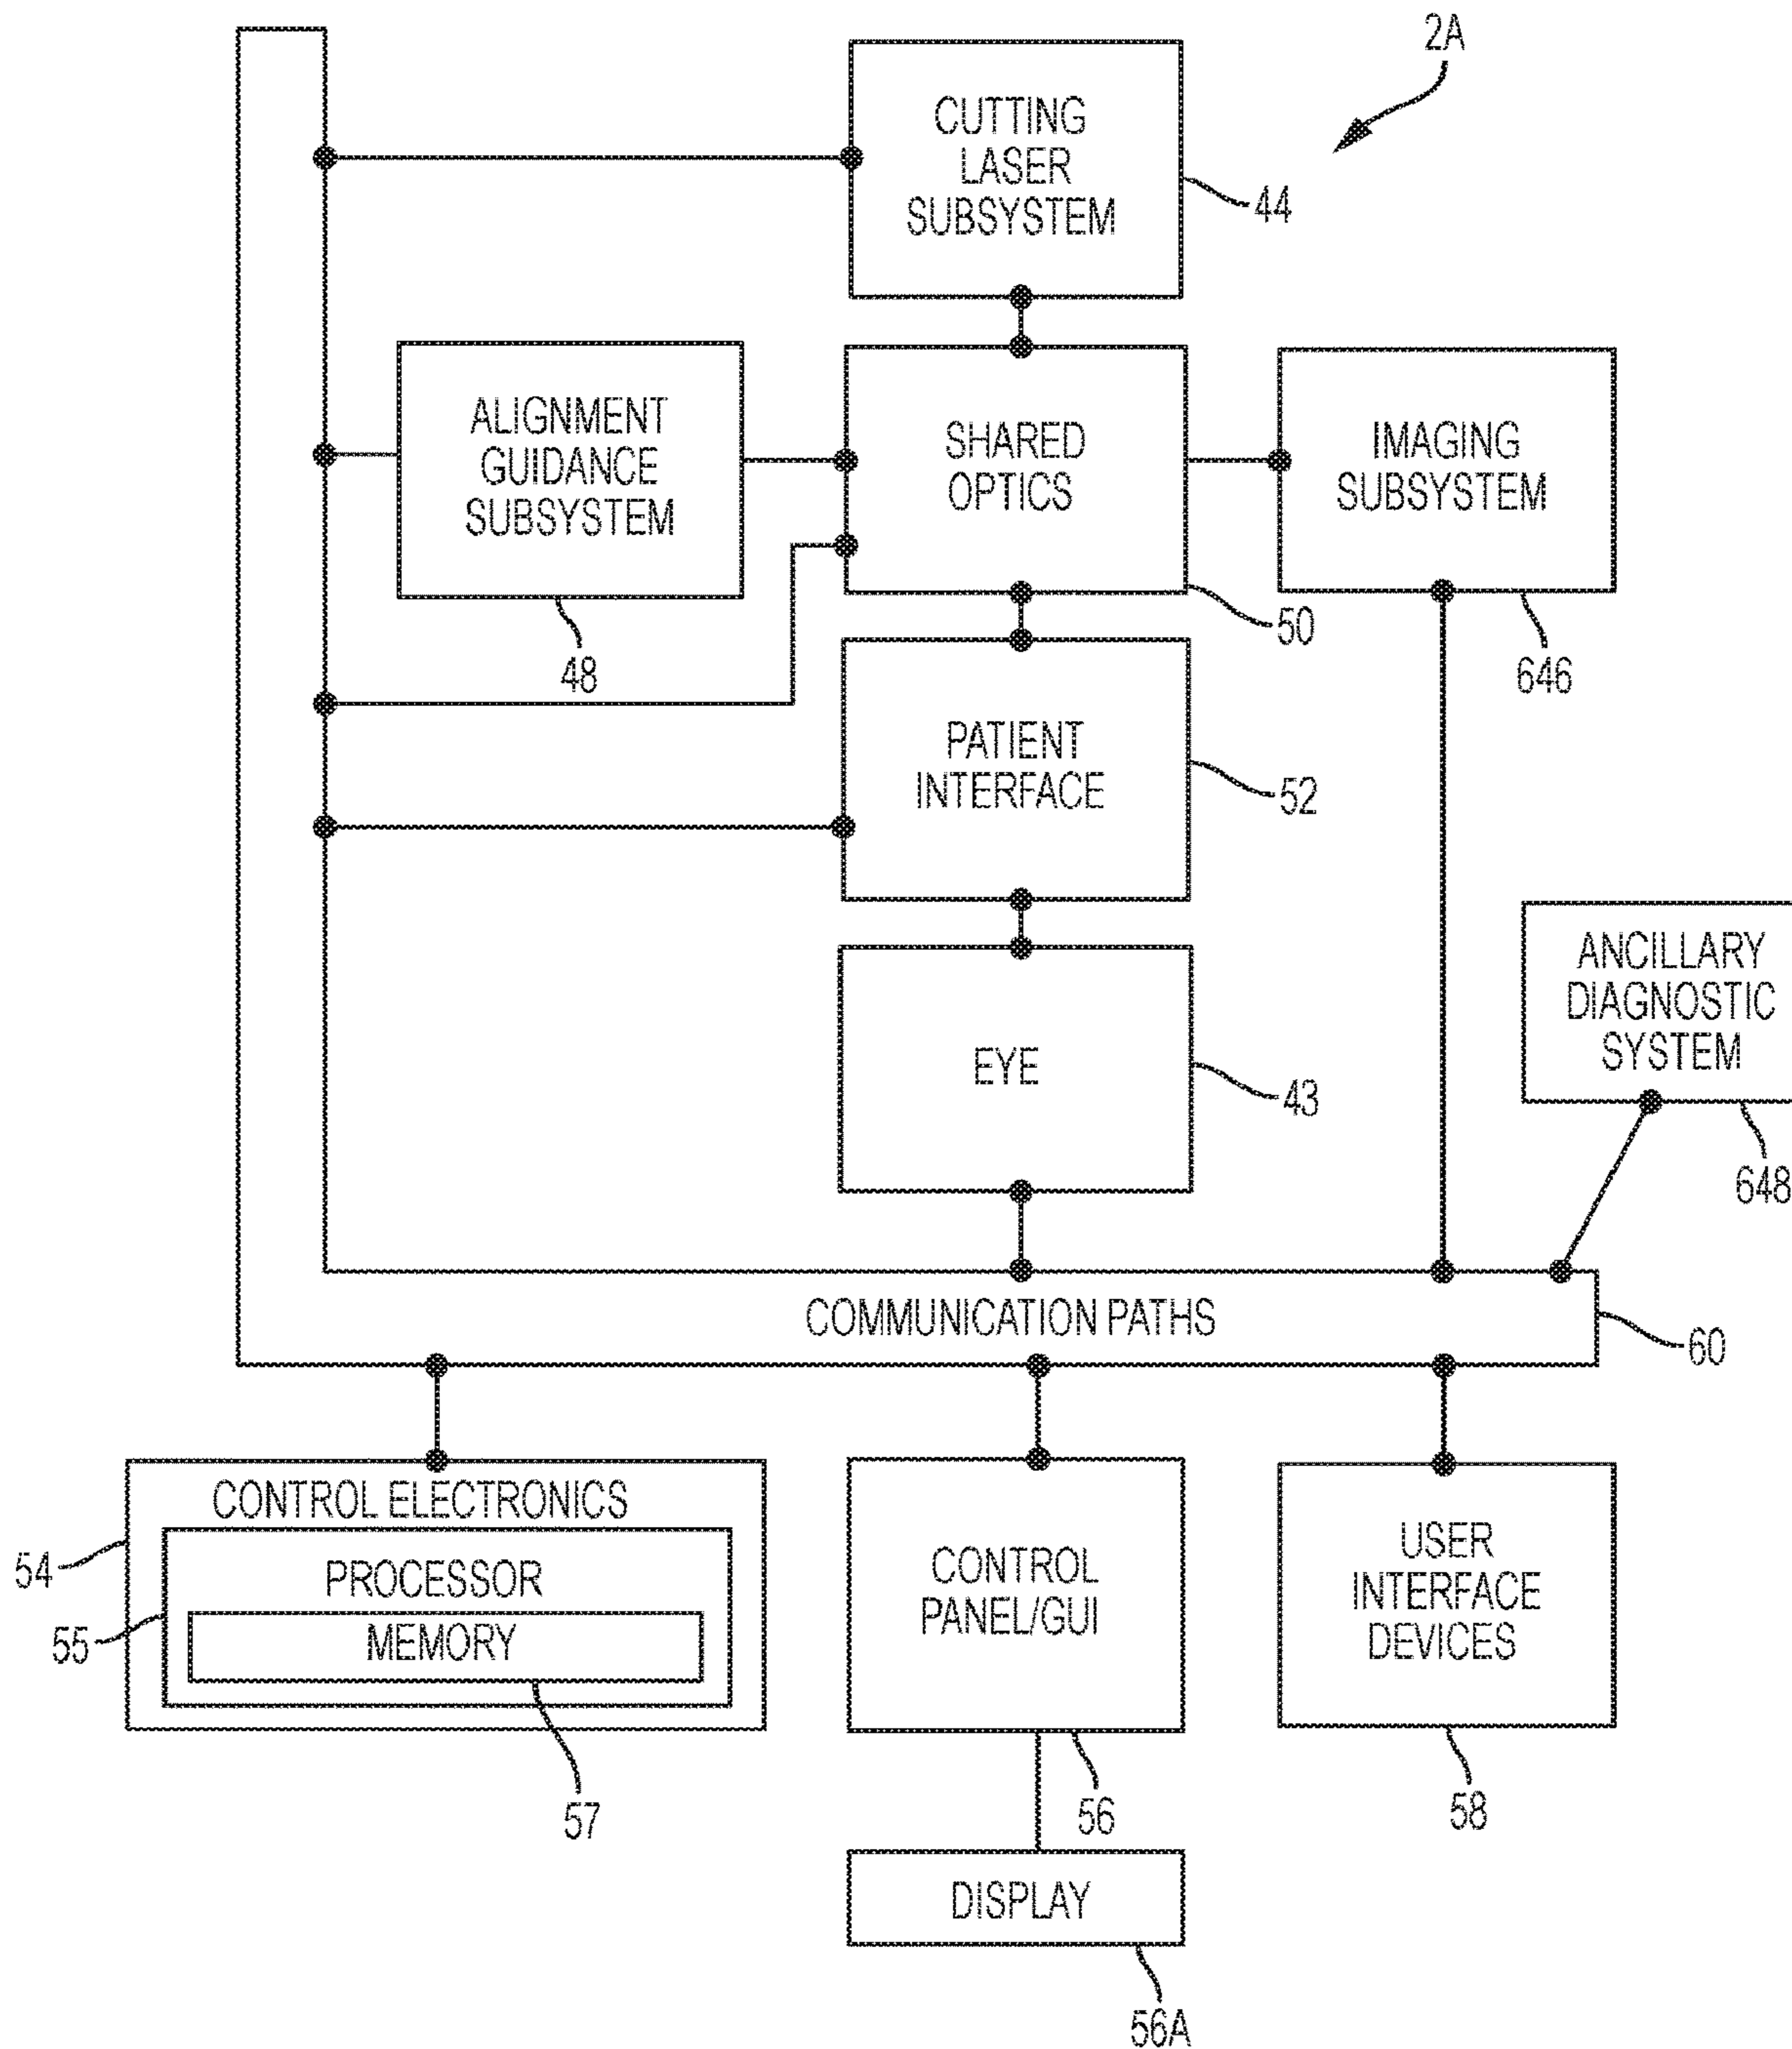 2A
CUTTING
LASER
SUBSYSTEM
44
ALIGNMENT
GUIDANCE
SUBSYSTEM
48
SHARED
OPTICS
50
IMAGING
SUBSYSTEM
646
PATIENT
INTERFACE
52
EYE
43
ANCILLARY
DIAGNOSTIC
SYSTEM
648
COMMUNICATION PATHS
60
CONTROL ELECTRONICS
54
PROCESSOR
55
MEMORY
57
CONTROL
PANEL/GUI
56
USER
INTERFACE
DEVICES
58
DISPLAY
56A